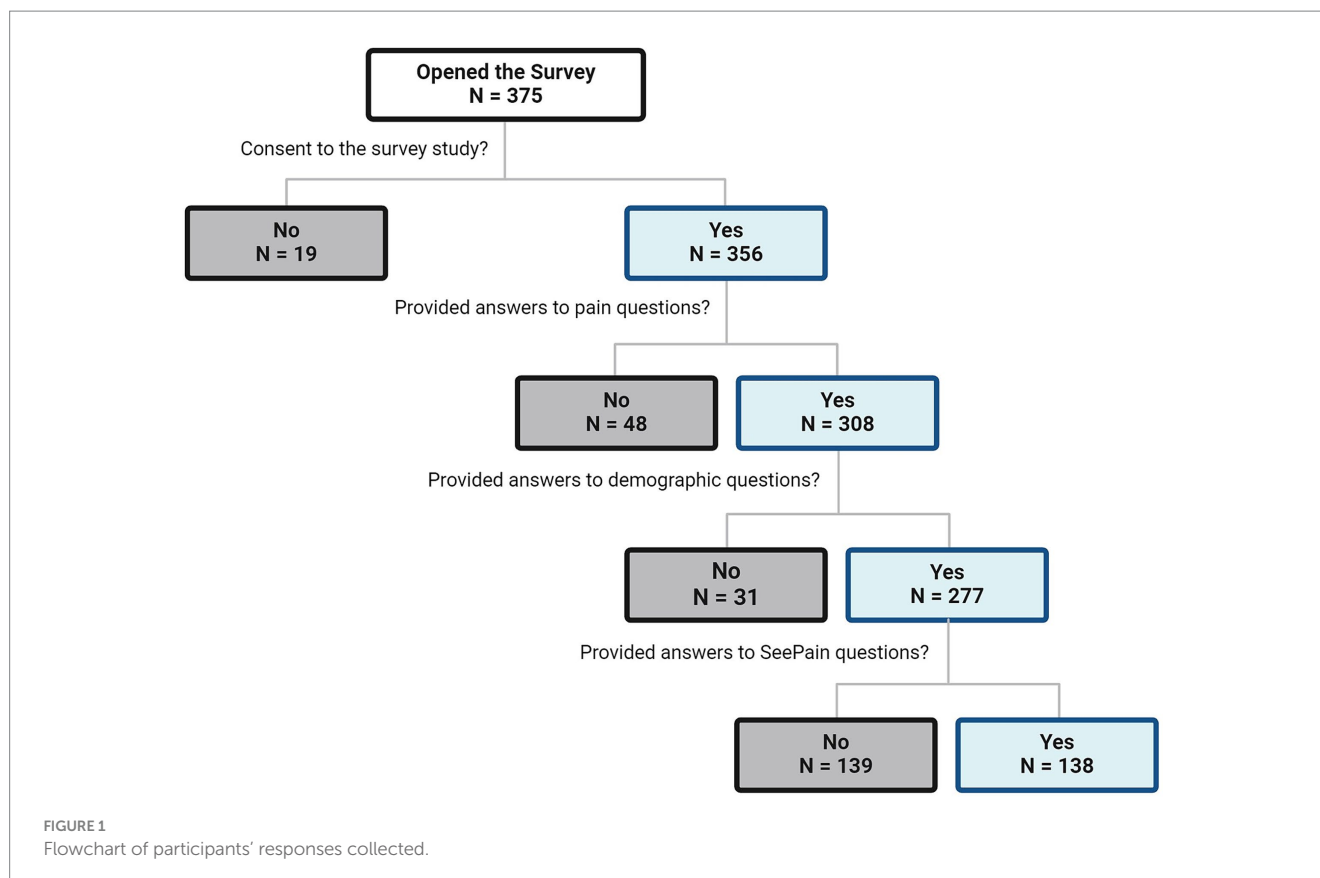 Opened the Survey
N = 375
Consent to the survey study?
No
N = 19
Yes
N = 356
Provided answers to pain questions?
No
N = 48
Yes
N = 308
Provided answers to demographic questions?
No
N = 31
Yes
N = 277
Provided answers to SeePain questions?
No
N = 139
Yes
N = 138
FIGURE 1
Flowchart of participants’ responses collected.